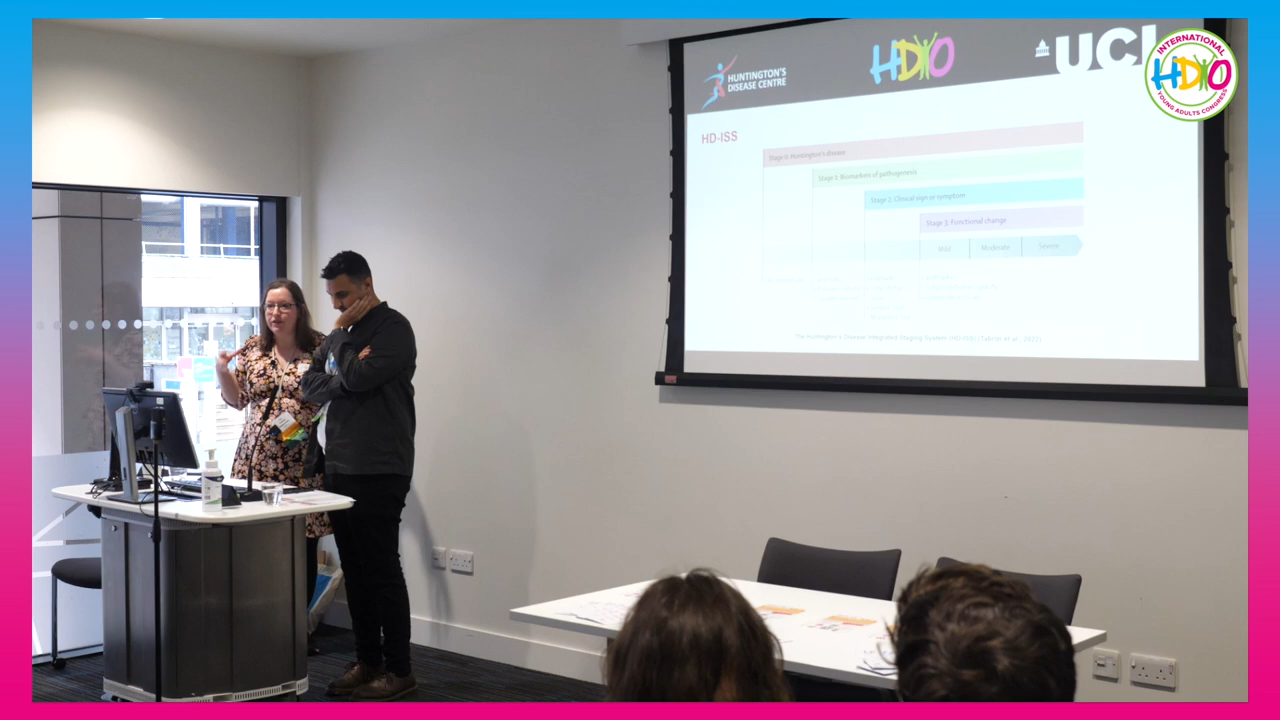 HUNTINGTON'S
DISEASE CENTRE
HDYO
UCL
INTERNATIONAL
HDYO
YOUNG ADULTS CONGRESS
HD-ISS
Stage 0: Huntington's disease
Stage 1: Biomarkers of pathogenesis
Stage 2: Clinical sign or symptom
Stage 3: Functional change
Mild
Moderate
Severe
The Huntington's Disease Integrated Staging System (HD-ISS) (Tabrizi et al. 2022)